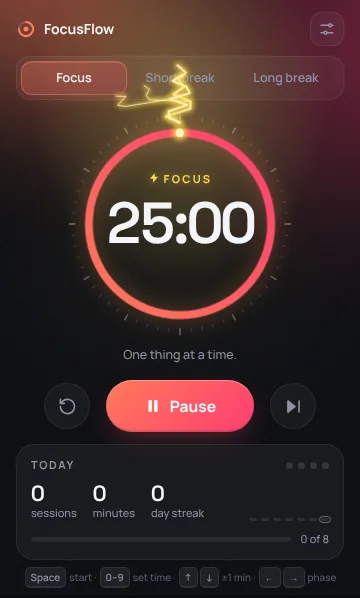 FocusFlow
Focus Short break Long break
FOCUS
25:00
One thing at a time.
Pause
TODAY
0 0 0
sessions minutes day streak
0 of 8
Space start · 0–9 set time · ↑ ↓ ±1 min · ← → phase